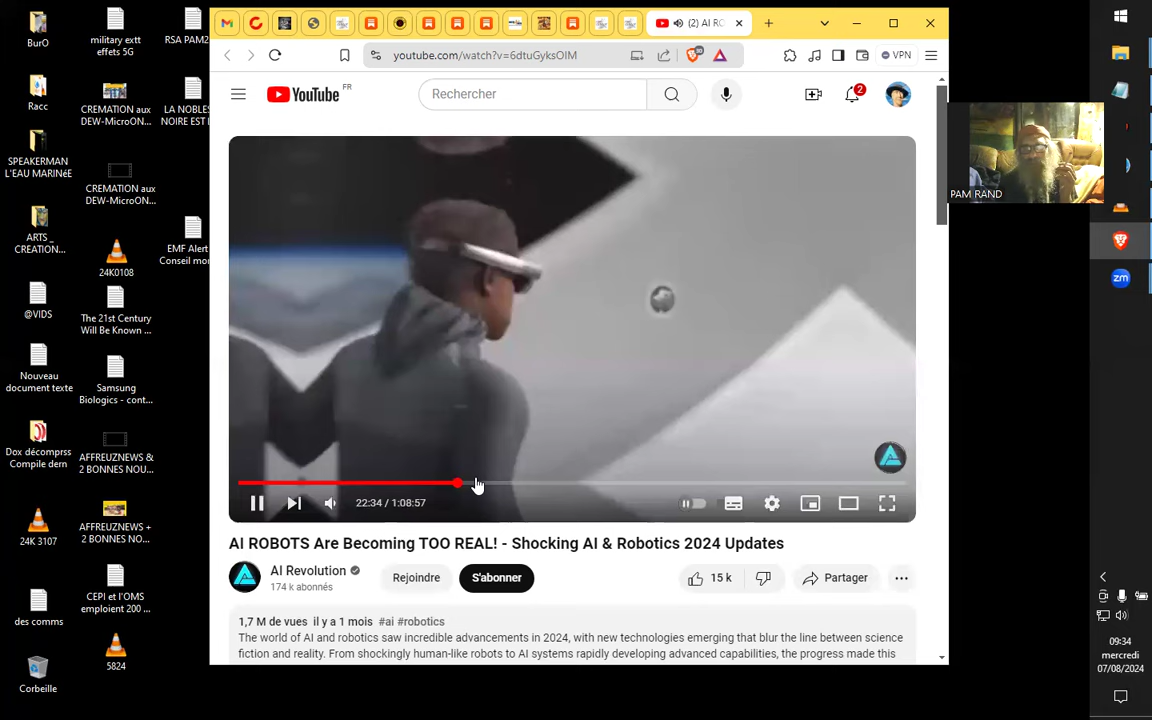 BurO
military extt
effets 5G
RSA PAM2
Racc
CREMATION aux
DEW-MicroON...
LA NOBLES
NOIRE EST I
SPEAKERMAN
L'EAU MARINéE
CREMATION aux
DEW-MicroON...
ARTS _
CREATION...
24K0108
EMF Alert
Conseil mor
@VIDS
The 21st Century
Will Be Known ...
Nouveau
document texte
Samsung
Biologics - cont...
Dox décomprss
Compile dern
AFFREUZNEWS &
2 BONNES NOU...
24K 3107
AFFREUZNEWS +
2 BONNES NO...
des comms
CEPI et l'OMS
emploient 200 ...
5824
Corbeille
(2) AI RO
youtube.com/watch?v=6dtuGyksOIM
VPN
YouTube FR
Rechercher
2
PAM RAND
22:34 / 1:08:57
AI ROBOTS Are Becoming TOO REAL! - Shocking AI & Robotics 2024 Updates
AI Revolution
174 k abonnés
Rejoindre
S'abonner
15 k
Partager
1,7 M de vues il y a 1 mois #ai #robotics
The world of AI and robotics saw incredible advancements in 2024, with new technologies emerging that blur the line between science
fiction and reality. From shockingly human-like robots to AI systems rapidly developing advanced capabilities, the progress made this
zm
09:34
mercredi
07/08/2024